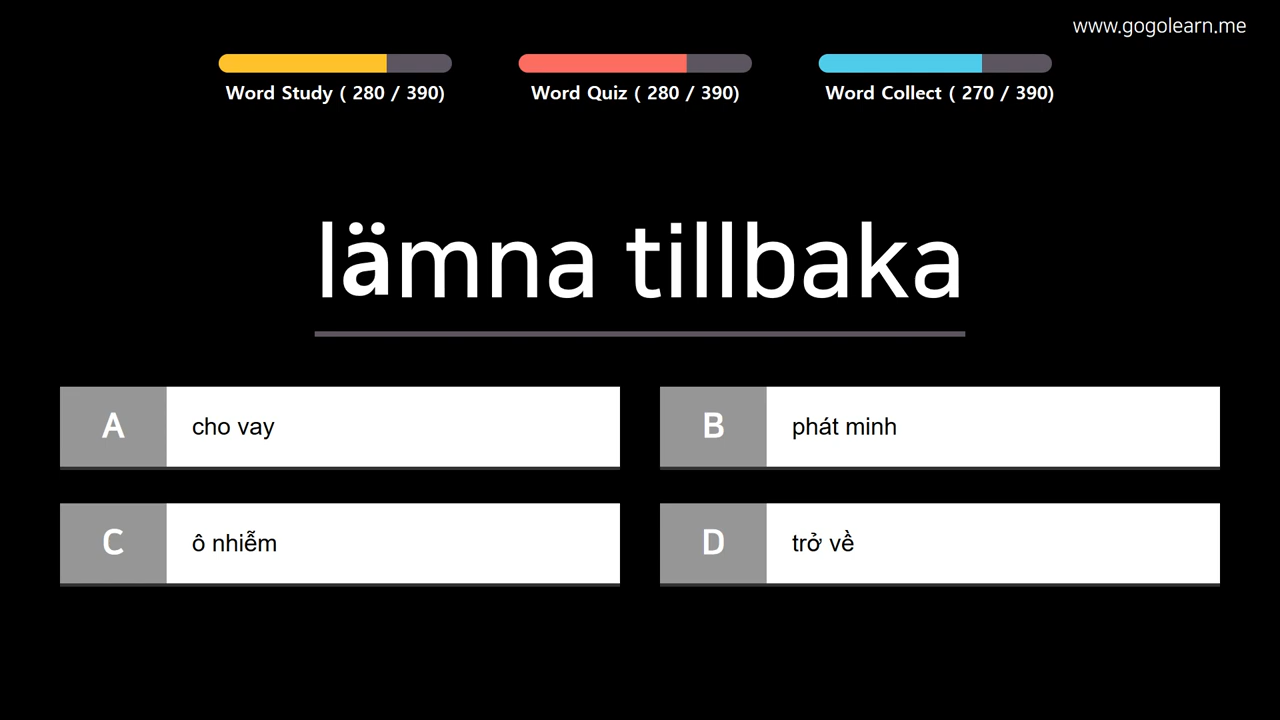 www.gogolearn.me
Word Study ( 280 / 390)
Word Quiz ( 280 / 390)
Word Collect ( 270 / 390)
lämna tillbaka
A
cho vay
B
phát minh
C
ô nhiễm
D
trở về